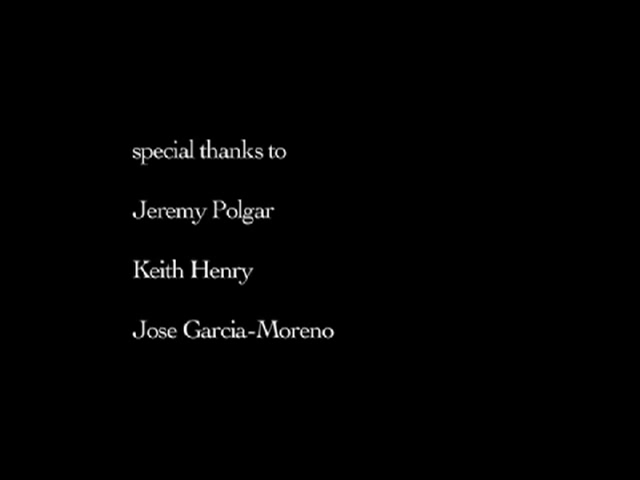 special thanks to
Jeremy Polgar
Keith Henry
Jose Garcia-Moreno